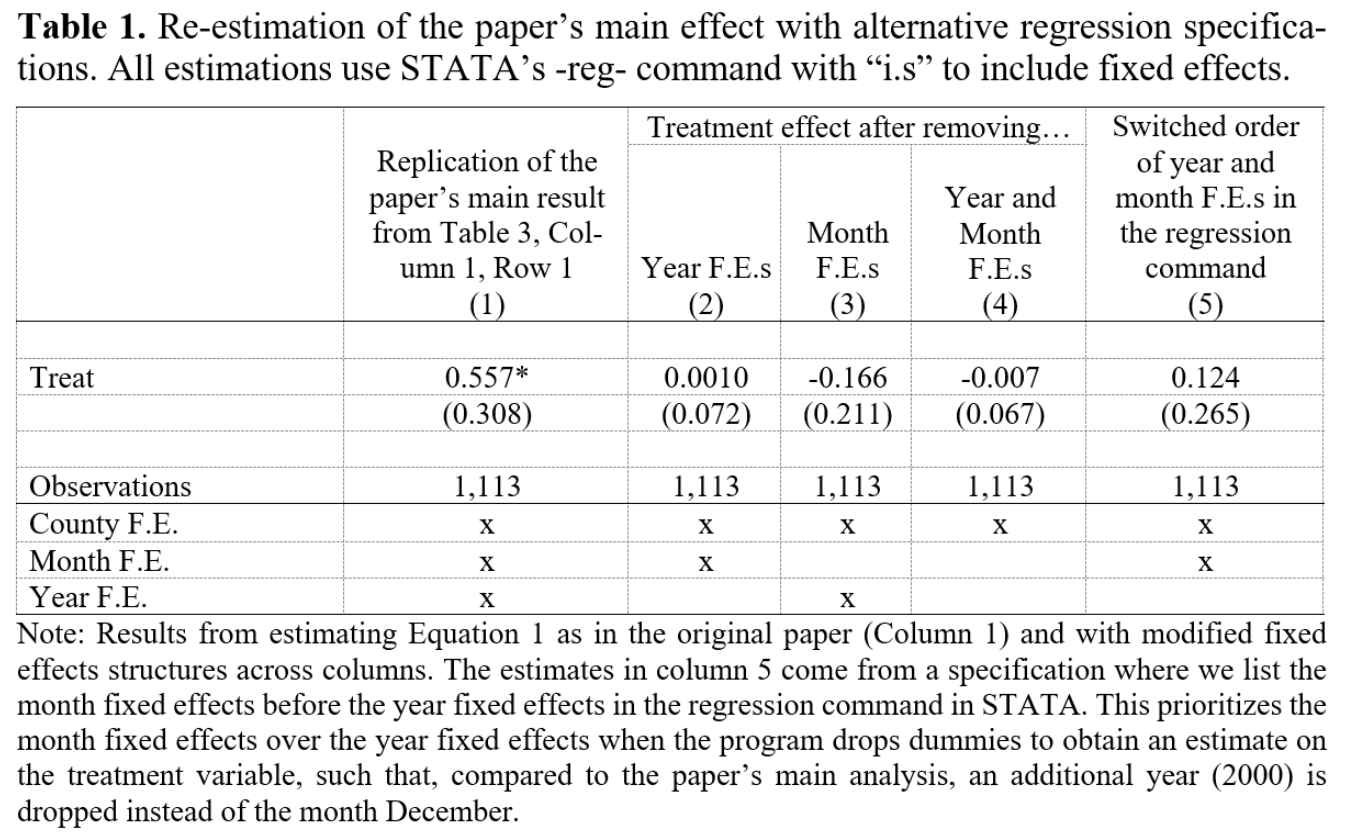 Table 1. Re-estimation of the paper's main effect with alternative regression specifica-
tions. All estimations use STATA's -reg- command with “i.s” to include fixed effects.
Treatment effect after removing…
Replication of the
paper's main result
from Table 3, Col-
umn 1, Row 1
(1)
Year F.E.s
(2)
Month
F.E.s
(3)
Year and
Month
F.E.s
(4)
Switched order
of year and
month F.E.s in
the regression
command
(5)
Treat 0.557* 0.0010 -0.166 -0.007 0.124
(0.308) (0.072) (0.211) (0.067) (0.265)
Observations 1,113 1,113 1,113 1,113 1,113
County F.E. x x x x x
Month F.E. x x x
Year F.E. x x
Note: Results from estimating Equation 1 as in the original paper (Column 1) and with modified fixed
effects structures across columns. The estimates in column 5 come from a specification where we list the
month fixed effects before the year fixed effects in the regression command in STATA. This prioritizes the
month fixed effects over the year fixed effects when the program drops dummies to obtain an estimate on
the treatment variable, such that, compared to the paper's main analysis, an additional year (2000) is
dropped instead of the month December.